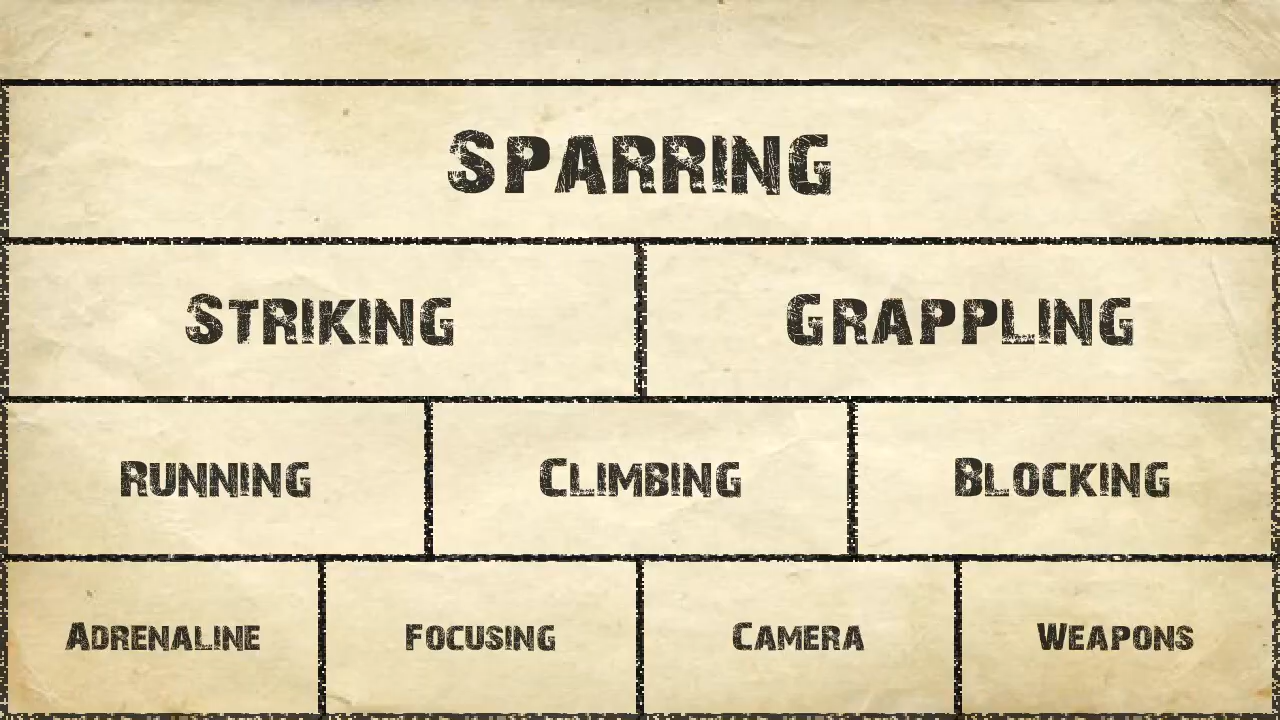 Sparring
Striking Grappling
Running Climbing Blocking
Adrenaline Focusing Camera Weapons